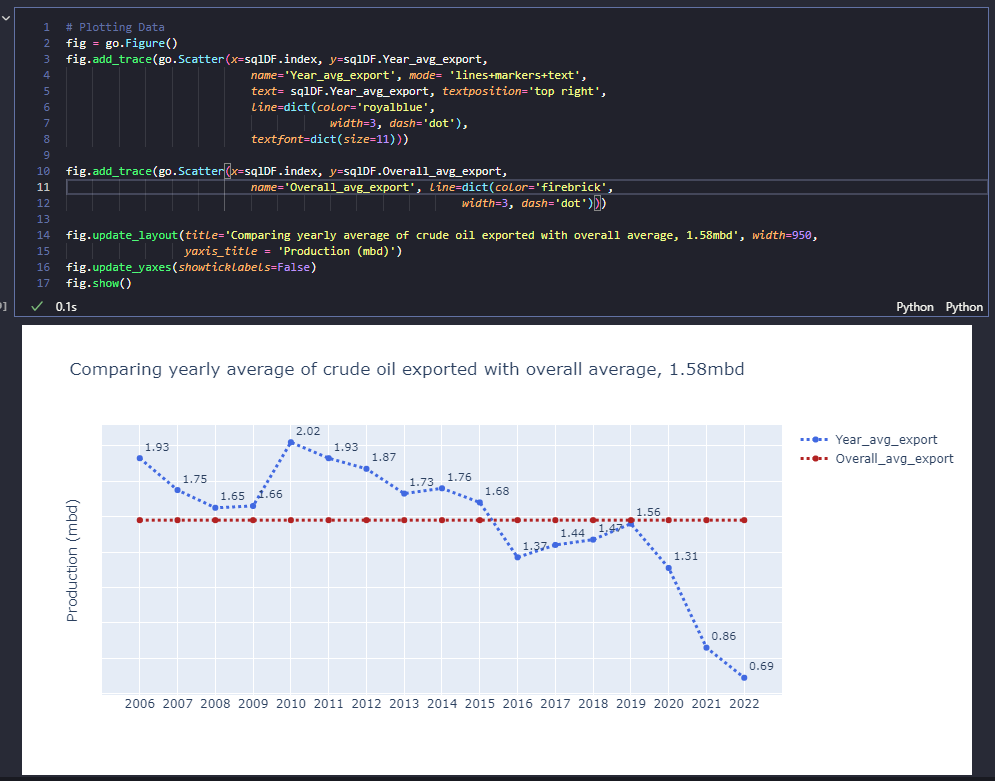 1 # Plotting Data
2 fig = go.Figure()
3 fig.add_trace(go.Scatter(x=sqlDF.index, y=sqlDF.Year_avg_export,
4 name='Year_avg_export', mode= 'lines+markers+text',
5 text= sqlDF.Year_avg_export, textposition='top right',
6 line=dict(color='royalblue',
7 width=3, dash='dot'),
8 textfont=dict(size=11)))
9
10 fig.add_trace(go.Scatter(x=sqlDF.index, y=sqlDF.Overall_avg_export,
11 name='Overall_avg_export', line=dict(color='firebrick',
12 width=3, dash='dot')))
13
14 fig.update_layout(title='Comparing yearly average of crude oil exported with overall average, 1.58mbd', width=950,
15 yaxis_title = 'Production (mbd)')
16 fig.update_yaxes(showticklabels=False)
17 fig.show()
] 0.1s Python Python
Comparing yearly average of crude oil exported with overall average, 1.58mbd
Year_avg_export
Overall_avg_export
Production (mbd)
1.93 1.75 1.65 1.66 2.02 1.93 1.87 1.73 1.76 1.68 1.37 1.44 1.47 1.56 1.31 0.86 0.69
2006 2007 2008 2009 2010 2011 2012 2013 2014 2015 2016 2017 2018 2019 2020 2021 2022